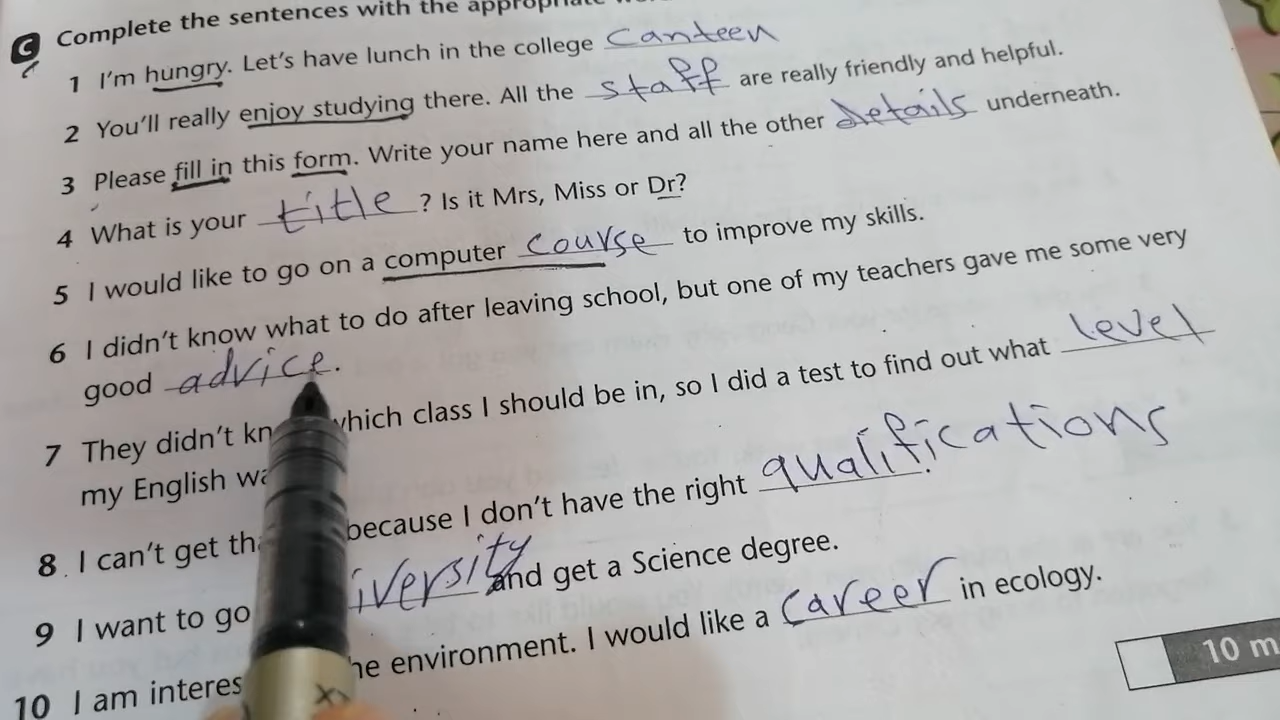 C Complete the sentences with the
1 I'm hungry. Let's have lunch in the college canteen
2 You'll really enjoy studying there. All the staff are really friendly and helpful.
3 Please fill in this form. Write your name here and all the other details underneath.
4 What is your title ? Is it Mrs, Miss or Dr?
5 I would like to go on a computer course to improve my skills.
6 I didn't know what to do after leaving school, but one of my teachers gave me some very
good advice.
7 They didn't which class I should be in, so I did a test to find out what level
my English
8 I can't get because I don't have the right qualifications.
9 I want to go and get a Science degree.
10 I am environment. I would like a career in ecology.
10 m